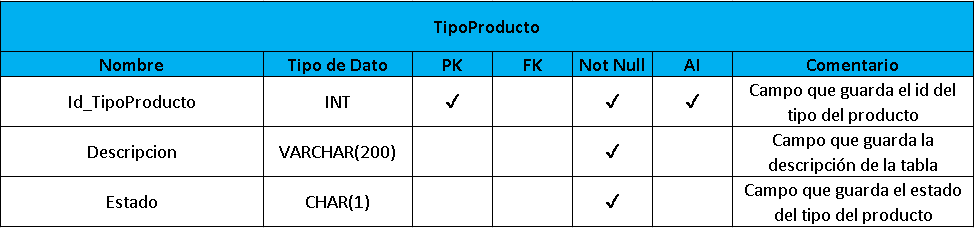 TipoProducto
Nombre Tipo de Dato PK FK Not Null AI Comentario
Id_TipoProducto INT ✓ ✓ ✓ Campo que guarda el id del
tipo del producto
Descripcion VARCHAR(200) ✓ Campo que guarda la
descripción de la tabla
Estado CHAR(1) ✓ Campo que guarda el estado
del tipo del producto